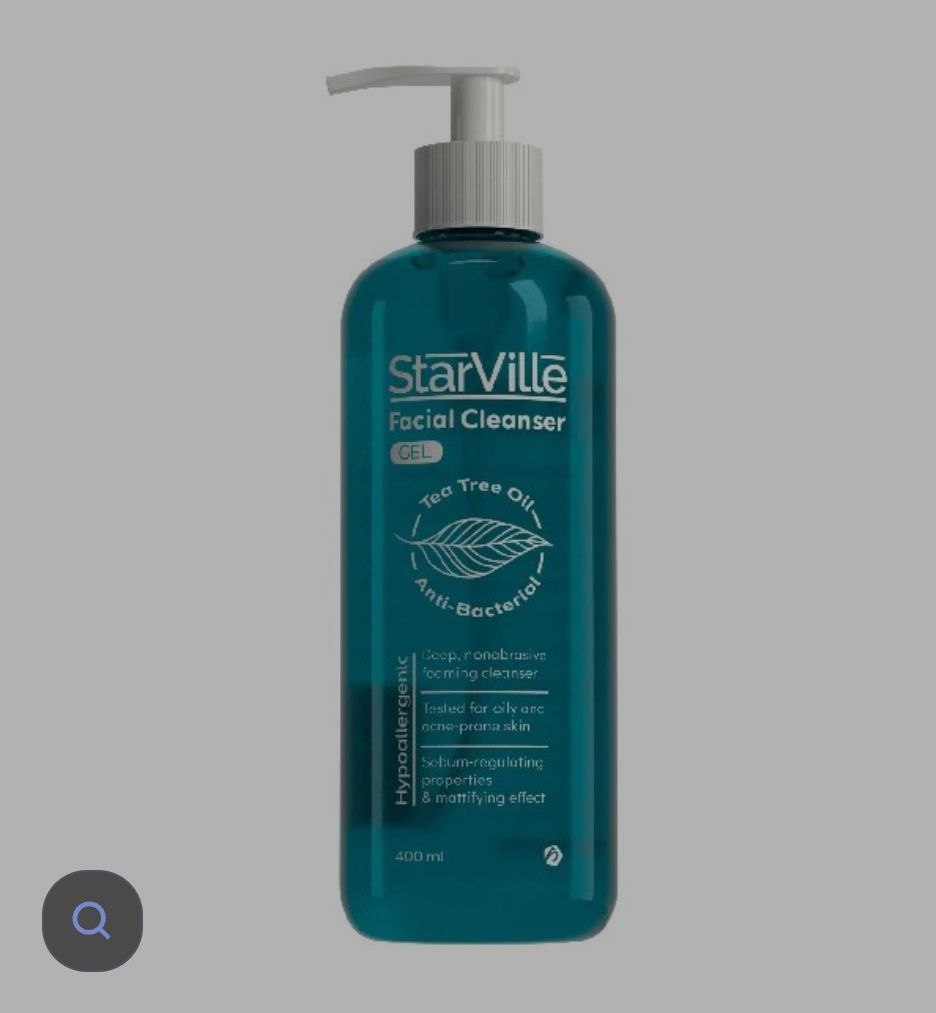 StarVille
Facial Cleanser
GEL
Tea Tree Oil
Anti-Bacterial
Hypoallergenic
Deep, nonabrasive
foaming cleanser
Tested for oily and
acne-prone skin
Sebum-regulating
properties
& mattifying effect
400 ml